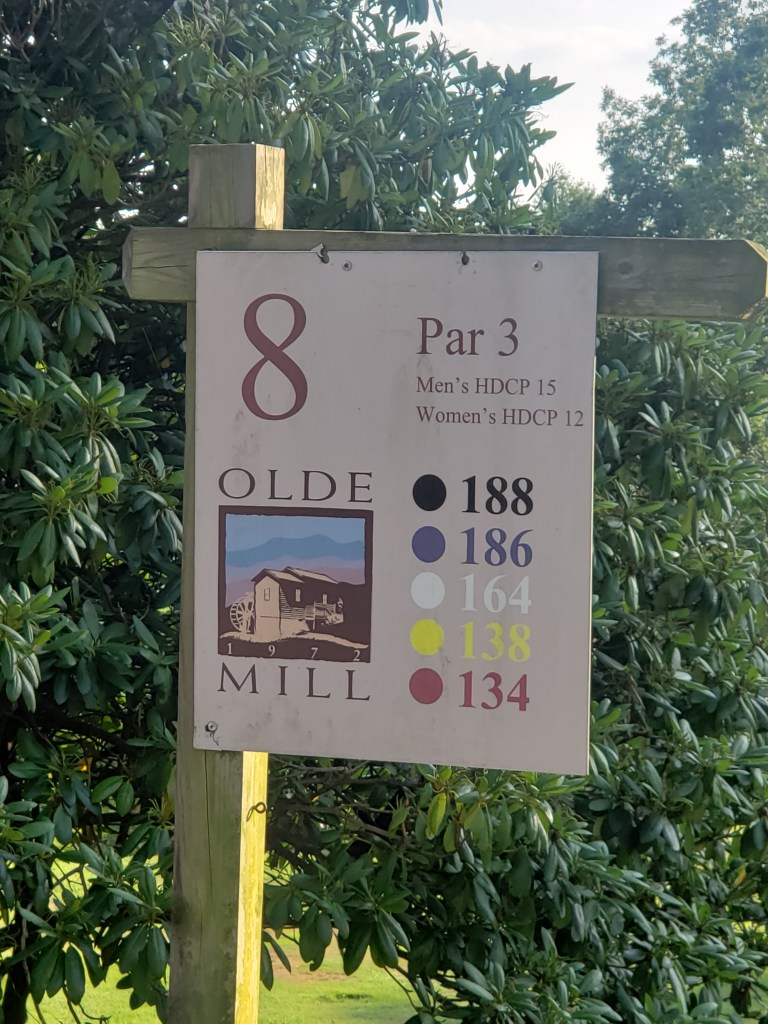 8
Par 3
Men's HDCP 15
Women's HDCP 12
OLDE
1972
MILL
188
186
164
138
134